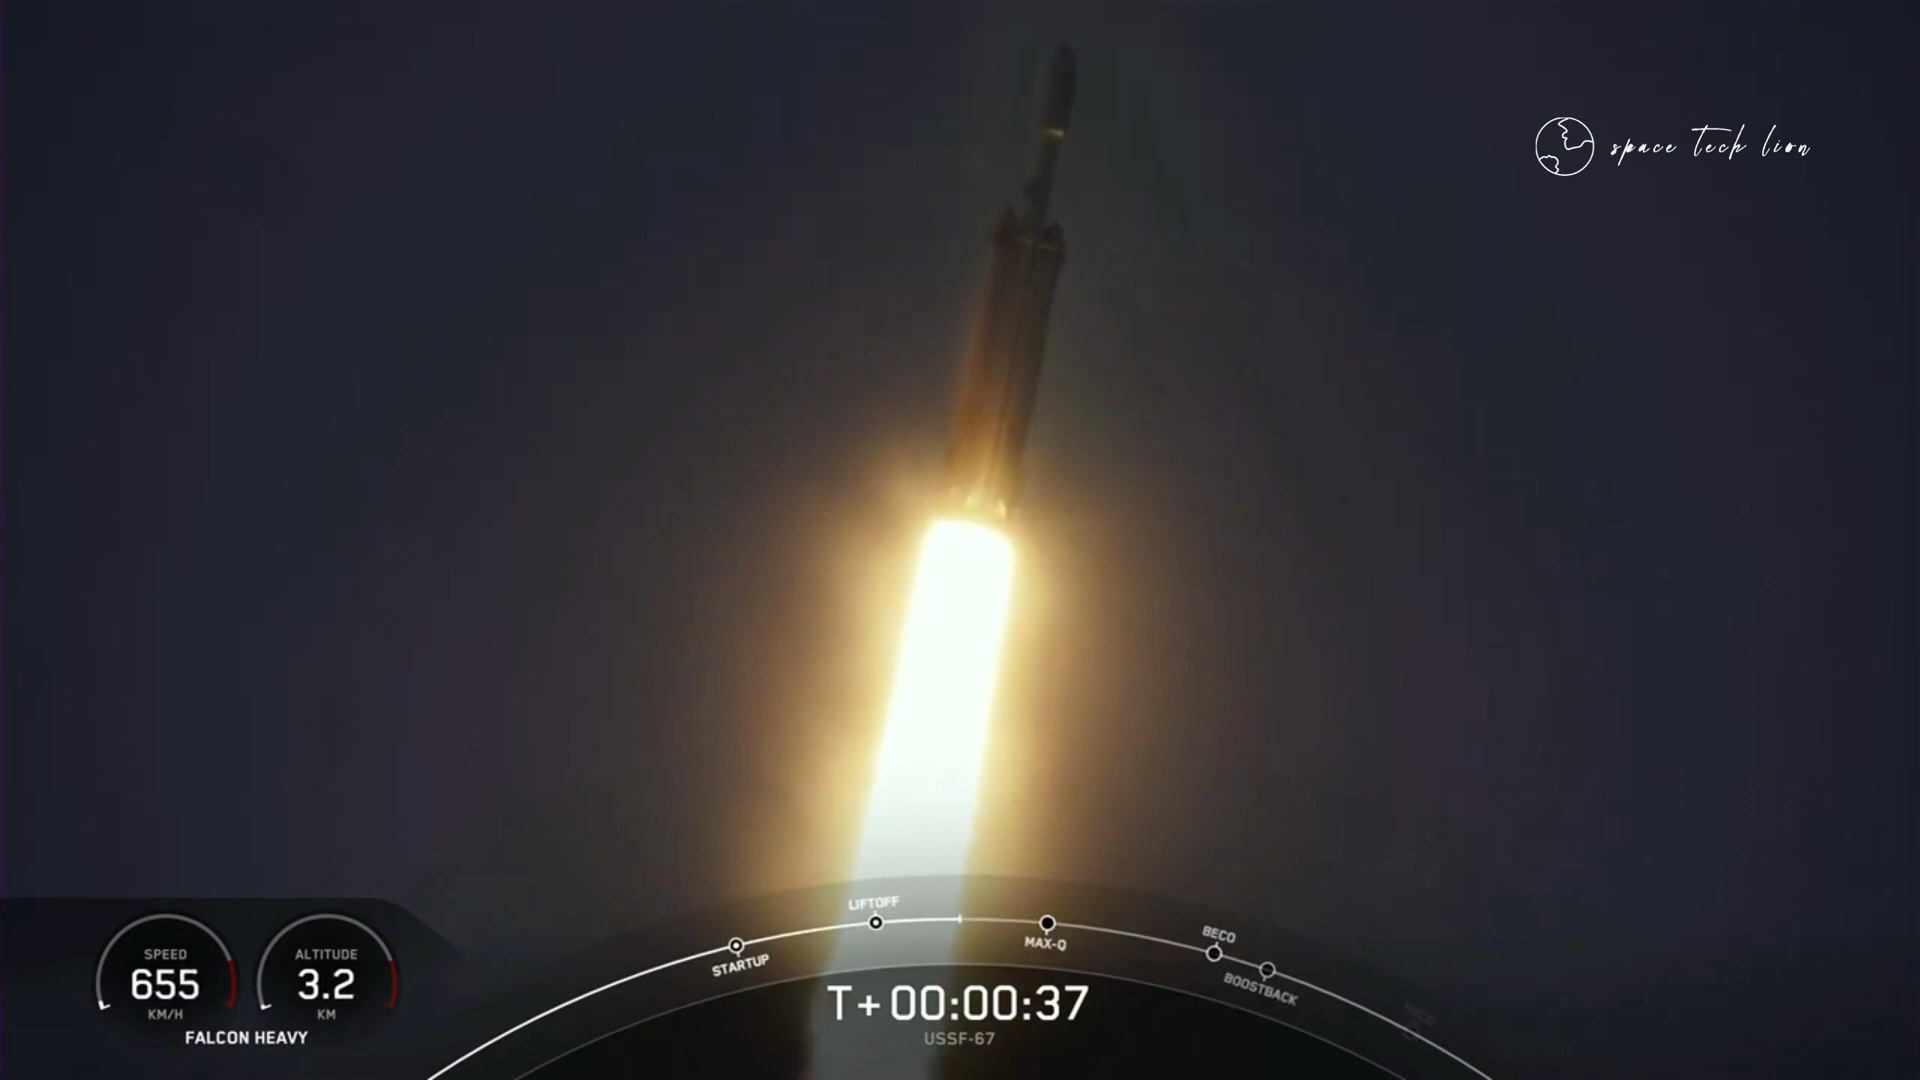 space tech lion
LIFTOFF
STARTUP
MAX-Q
BECO
BOOSTBACK
SPEED
655
KM/H
ALTITUDE
3.2
KM
FALCON HEAVY
T+00:00:37
USSF-67